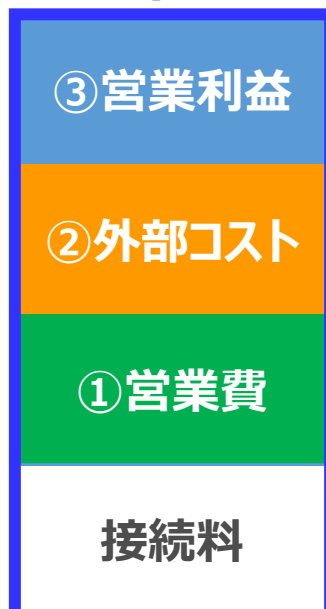 ③営業利益
②外部コスト
①営業費
接続料